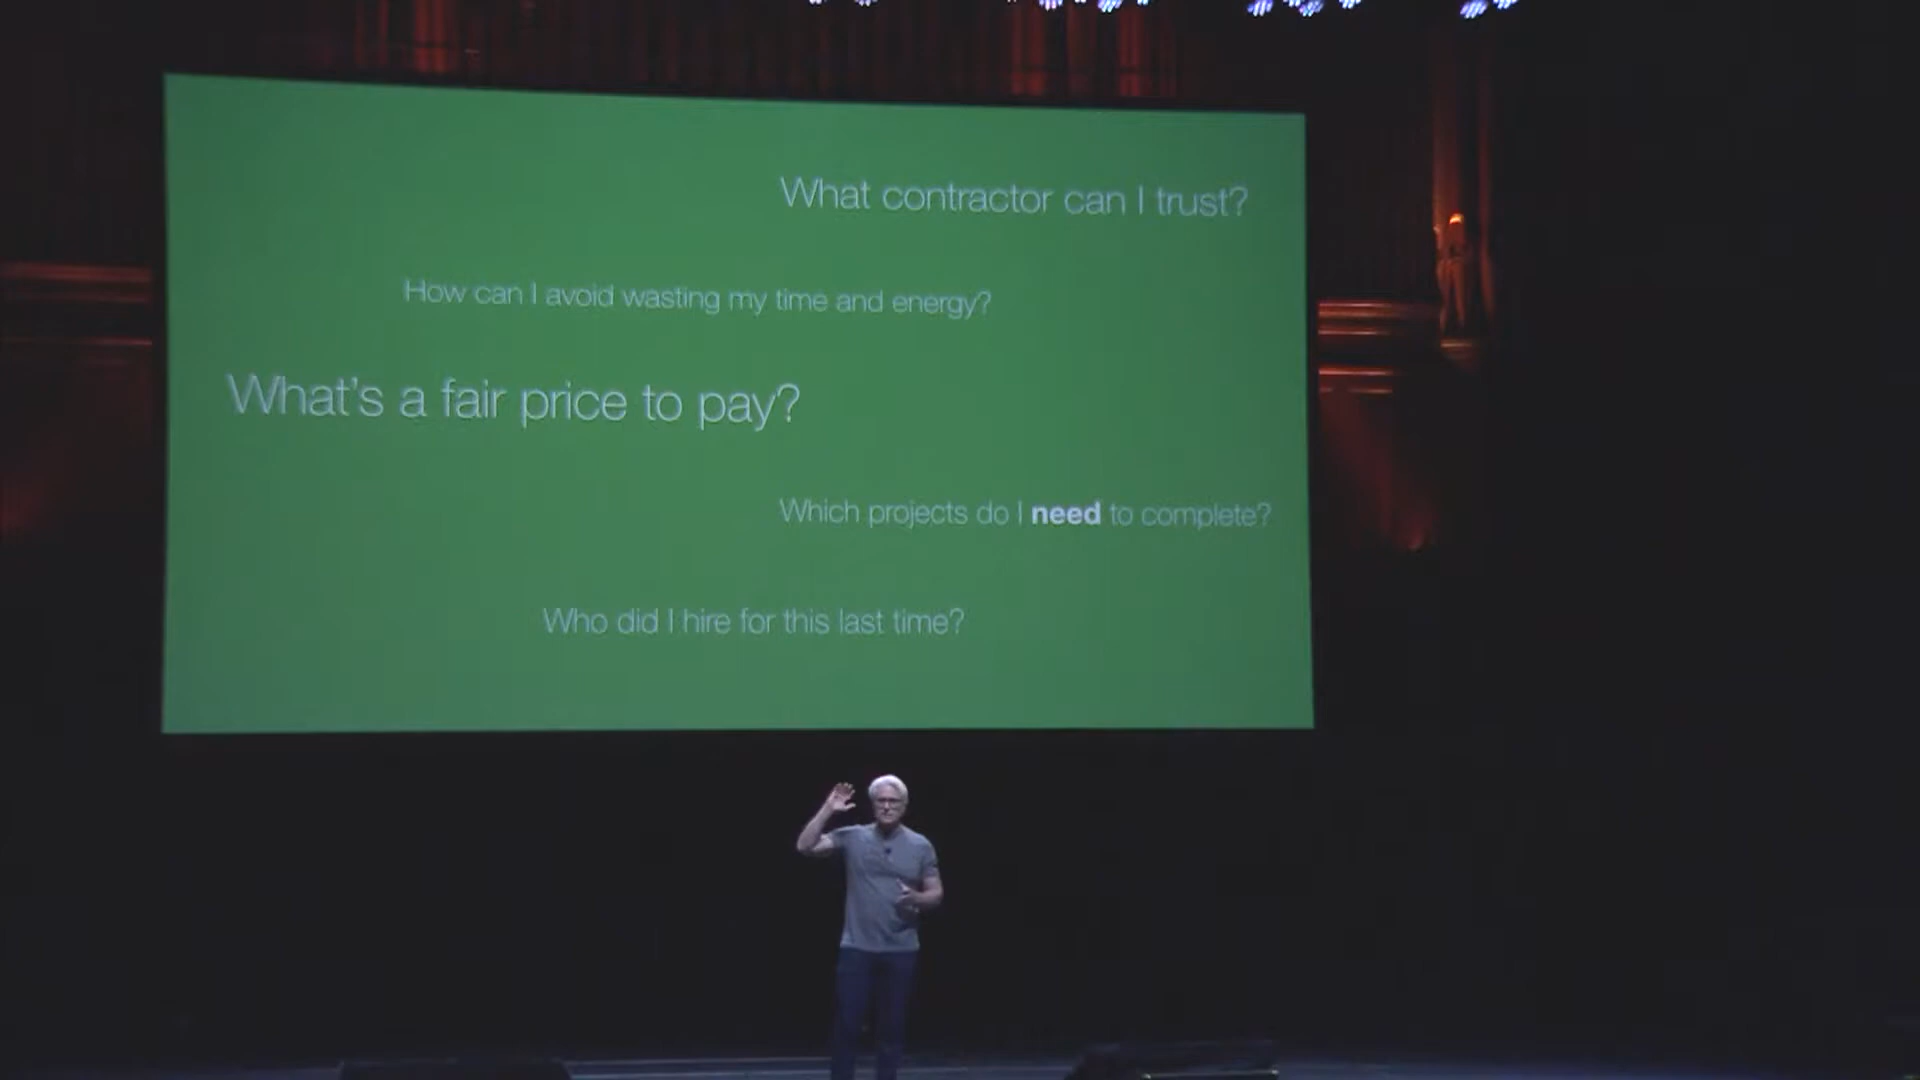 What contractor can I trust?
How can I avoid wasting my time and energy?
What's a fair price to pay?
Which projects do I need to complete?
Who did I hire for this last time?